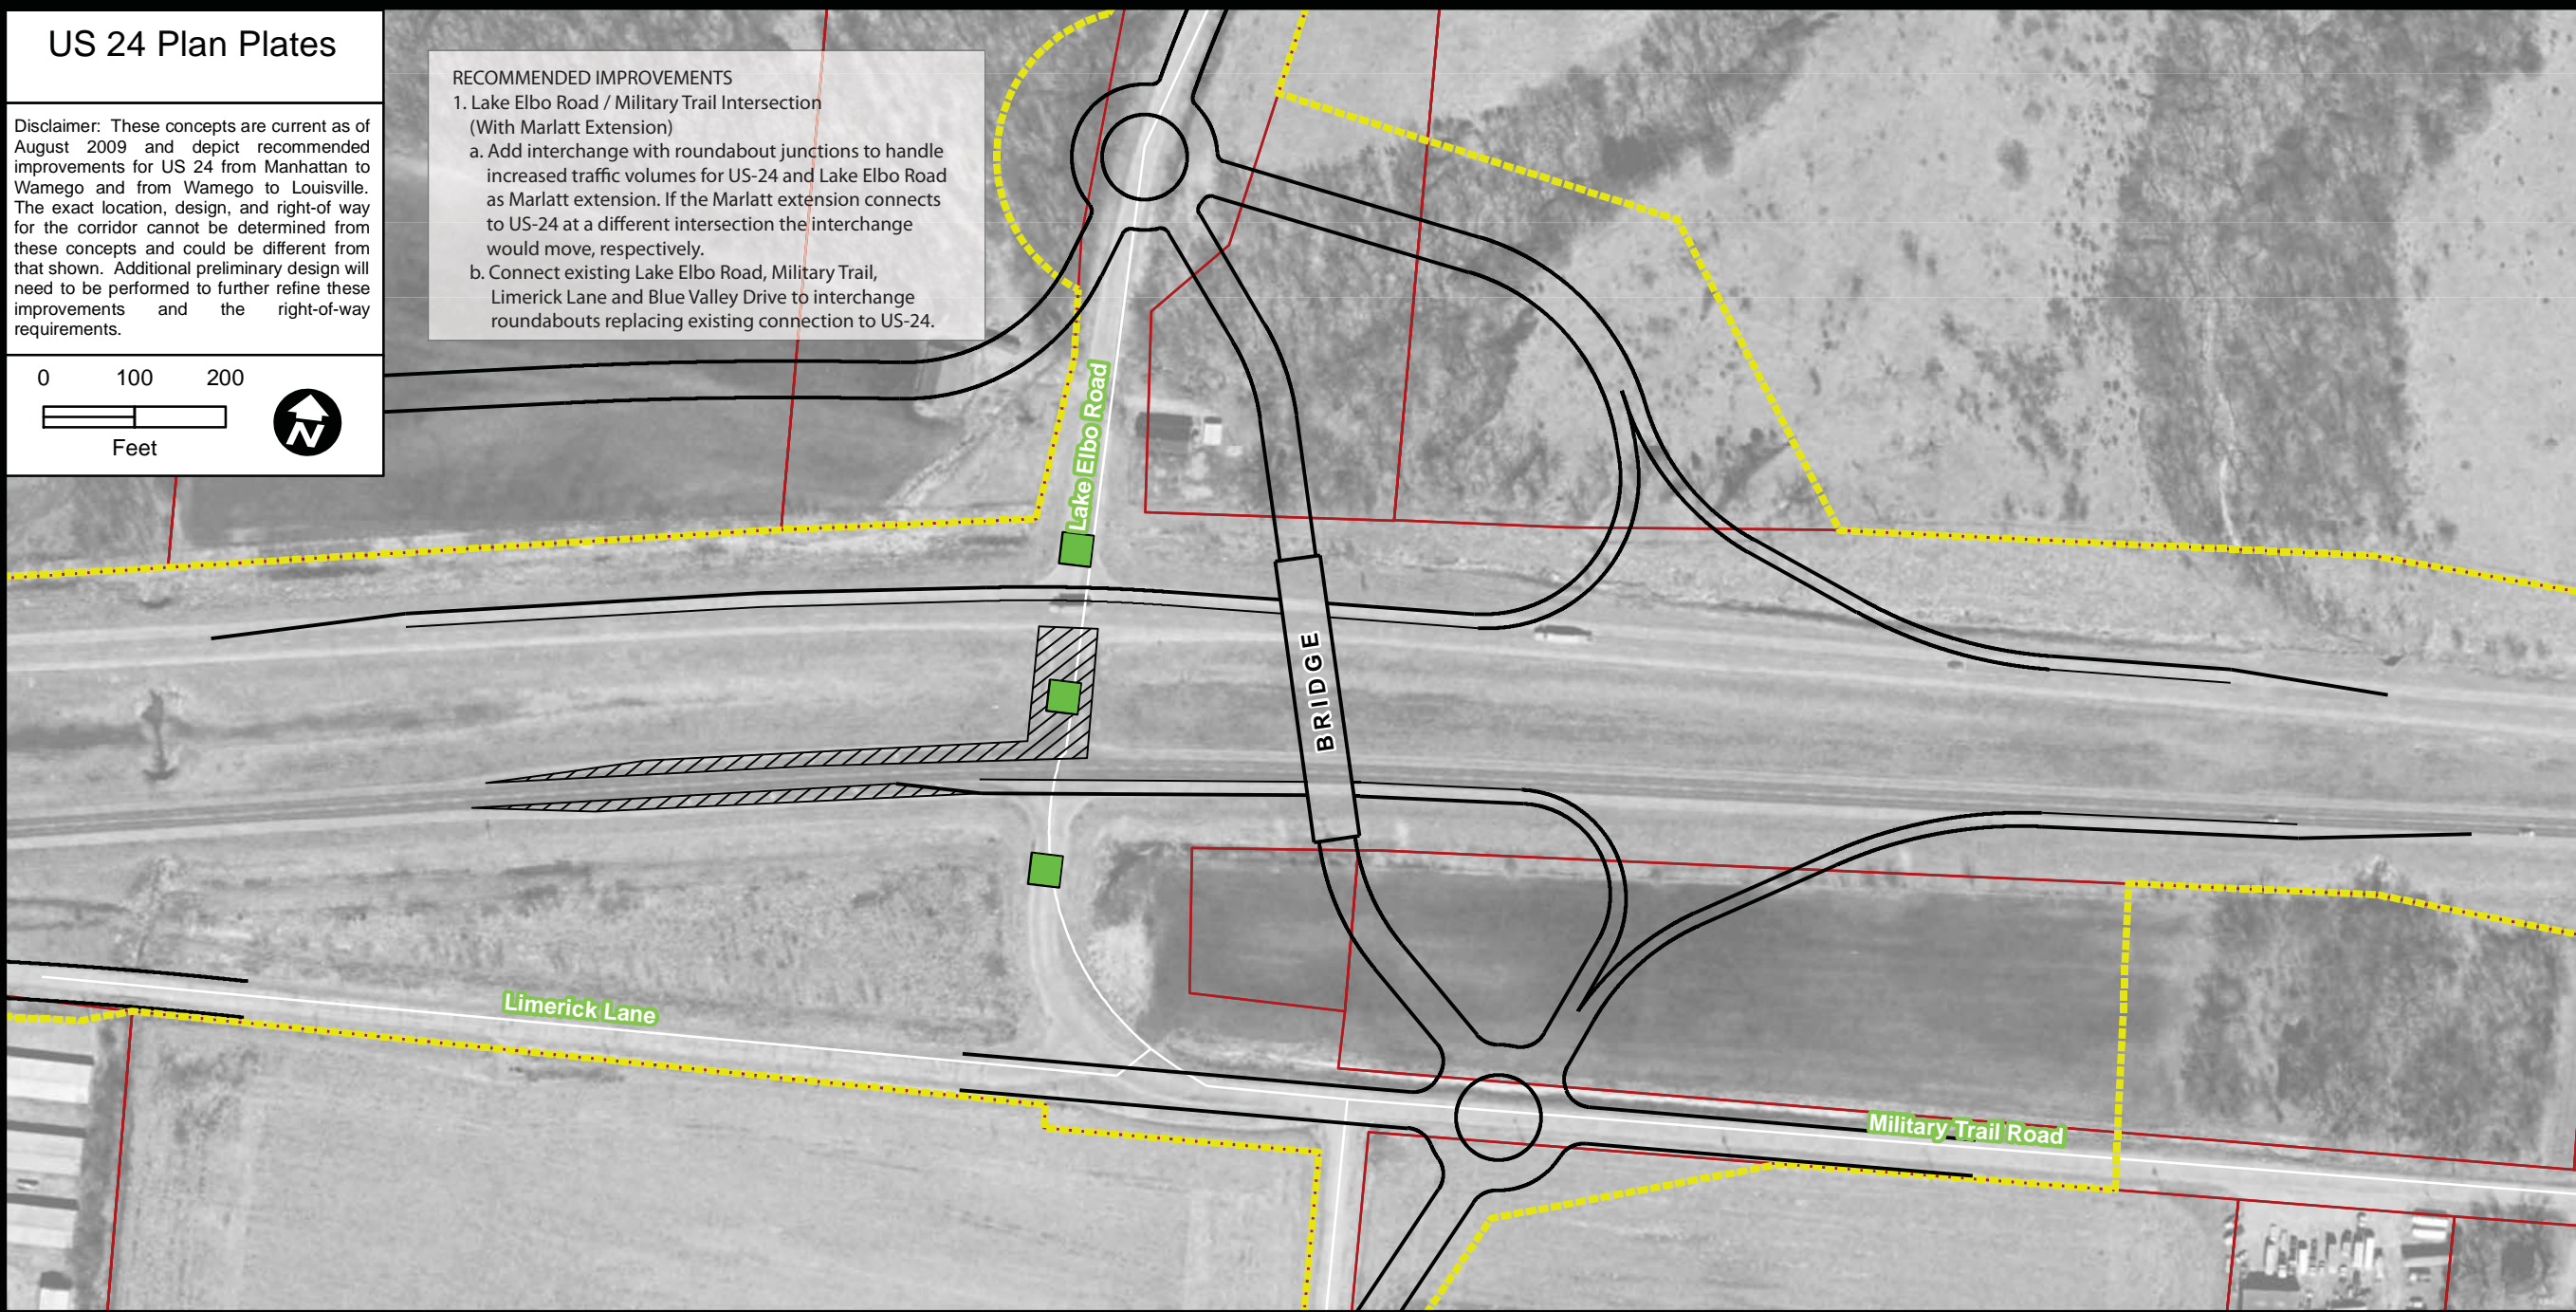 US 24 Plan Plates
Disclaimer: These concepts are current as of
August 2009 and depict recommended
improvements for US 24 from Manhattan to
Wamego and from Wamego to Louisville.
The exact location, design, and right-of way
for the corridor cannot be determined from
these concepts and could be different from
that shown. Additional preliminary design will
need to be performed to further refine these
improvements and the right-of-way
requirements.
0 100 200
Feet
N
RECOMMENDED IMPROVEMENTS
1. Lake Elbo Road / Military Trail Intersection
(With Marlatt Extension)
a. Add interchange with roundabout junctions to handle
increased traffic volumes for US-24 and Lake Elbo Road
as Marlatt extension. If the Marlatt extension connects
to US-24 at a different intersection the interchange
would move, respectively.
b. Connect existing Lake Elbo Road, Military Trail,
Limerick Lane and Blue Valley Drive to interchange
roundabouts replacing existing connection to US-24.
Lake Elbo Road
BRIDGE
Limerick Lane
Military Trail Road